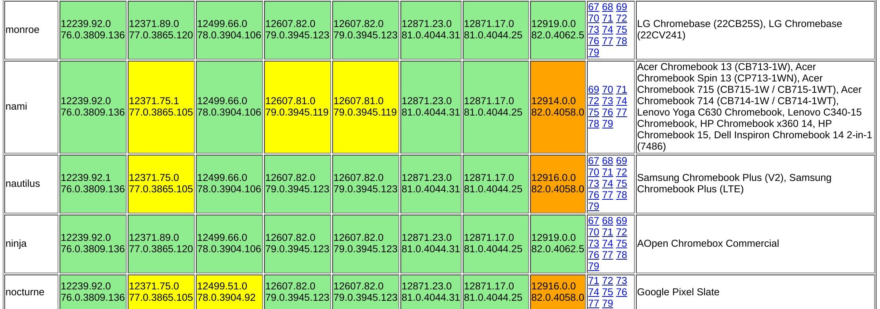 monroe
12239.92.0 12371.89.0 12499.66.0 12607.82.0 12607.82.0 12871.23.0 12871.17.0 12919.0.0
76.0.3809.136 77.0.3865.120 78.0.3904.106 79.0.3945.123 79.0.3945.123 81.0.4044.31 81.0.4044.25 82.0.4062.5
67 68 69
70 71 72
73 74 75
76 77 78
79
LG Chromebase (22CB25S), LG Chromebase
(22CV241)
nami
12239.92.0 12371.75.1 12499.66.0 12607.81.0 12607.81.0 12871.23.0 12871.17.0 12914.0.0
76.0.3809.136 77.0.3865.105 78.0.3904.106 79.0.3945.119 79.0.3945.119 81.0.4044.31 81.0.4044.25 82.0.4058.0
69 70 71
72 73 74
75 76 77
78 79
Acer Chromebook 13 (CB713-1W), Acer
Chromebook Spin 13 (CP713-1WN), Acer
Chromebook 715 (CB715-1W / CB715-1WT), Acer
Chromebook 714 (CB714-1W / CB714-1WT),
Lenovo Yoga C630 Chromebook, Lenovo C340-15
Chromebook, HP Chromebook x360 14, HP
Chromebook 15, Dell Inspiron Chromebook 14 2-in-1
(7486)
nautilus
12239.92.1 12371.75.0 12499.66.0 12607.82.0 12607.82.0 12871.23.0 12871.17.0 12916.0.0
76.0.3809.136 77.0.3865.105 78.0.3904.106 79.0.3945.123 79.0.3945.123 81.0.4044.31 81.0.4044.25 82.0.4058.0
67 68 69
70 71 72
73 74 75
76 77 78
79
Samsung Chromebook Plus (V2), Samsung
Chromebook Plus (LTE)
ninja
12239.92.0 12371.89.0 12499.66.0 12607.82.0 12607.82.0 12871.23.0 12871.17.0 12919.0.0
76.0.3809.136 77.0.3865.120 78.0.3904.106 79.0.3945.123 79.0.3945.123 81.0.4044.31 81.0.4044.25 82.0.4062.5
67 68 69
70 71 72
73 74 75
76 77 78
79
AOpen Chromebox Commercial
nocturne
12239.92.0 12371.75.0 12499.51.0 12607.82.0 12607.82.0 12871.23.0 12871.17.0 12916.0.0
76.0.3809.136 77.0.3865.105 78.0.3904.92 79.0.3945.123 79.0.3945.123 81.0.4044.31 81.0.4044.25 82.0.4058.0
71 72 73
74 75 76
77 79
Google Pixel Slate